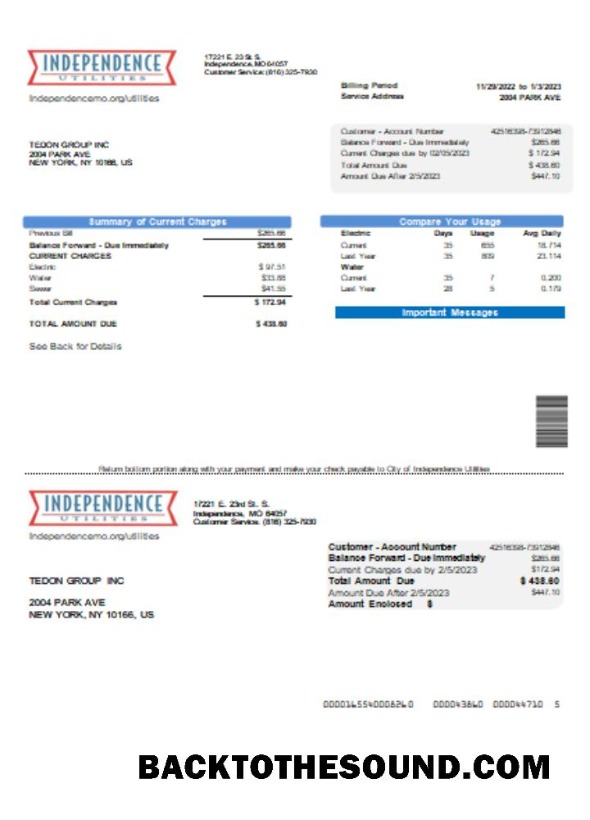 INDEPENDENCE
UTILITIES
Independencemo.org/utilities
17221 E. 23 St. S.
Independence, MO 64057
Customer Service: (816) 325-7930
Billing Period 11/29/2022 to 1/3/2023
Service Address 2004 PARK AVE
TEDON GROUP INC
2004 PARK AVE
NEW YORK, NY 10166, US
Customer - Account Number 42516398-73912846
Balance Forward - Due Immediately $265.66
Current Charges due by 02/05/2023 $ 172.94
Total Amount Due $ 438.60
Amount Due After 2/5/2023 $447.10
Summary of Current Charges
Previous Bill $265.66
Balance Forward - Due Immediately $265.66
CURRENT CHARGES
Electric $ 97.51
Water $33.88
Sewer $41.55
Total Current Charges $ 172.94
TOTAL AMOUNT DUE $ 438.60
See Back for Details
Compare Your Usage
Electric Days Usage Avg Daily
Current 35 655 18.714
Last Year 35 809 23.114
Water
Current 35 7 0.200
Last Year 28 5 0.179
Important Messages
Return bottom portion along with your payment and make your check payable to City of Independence Utilities
INDEPENDENCE
UTILITIES
Independencemo.org/utilities
17221 E. 23rd St. S.
Independence, MO 64057
Customer Service: (816) 325-7930
TEDON GROUP INC
2004 PARK AVE
NEW YORK, NY 10166, US
Customer - Account Number 42516398-73912846
Balance Forward - Due Immediately $265.66
Current Charges due by 2/5/2023 $172.94
Total Amount Due $ 438.60
Amount Due After 2/5/2023 $447.10
Amount Enclosed $
0000165540008260 000043860 000044710 5
BACKTOTHESOUND.COM